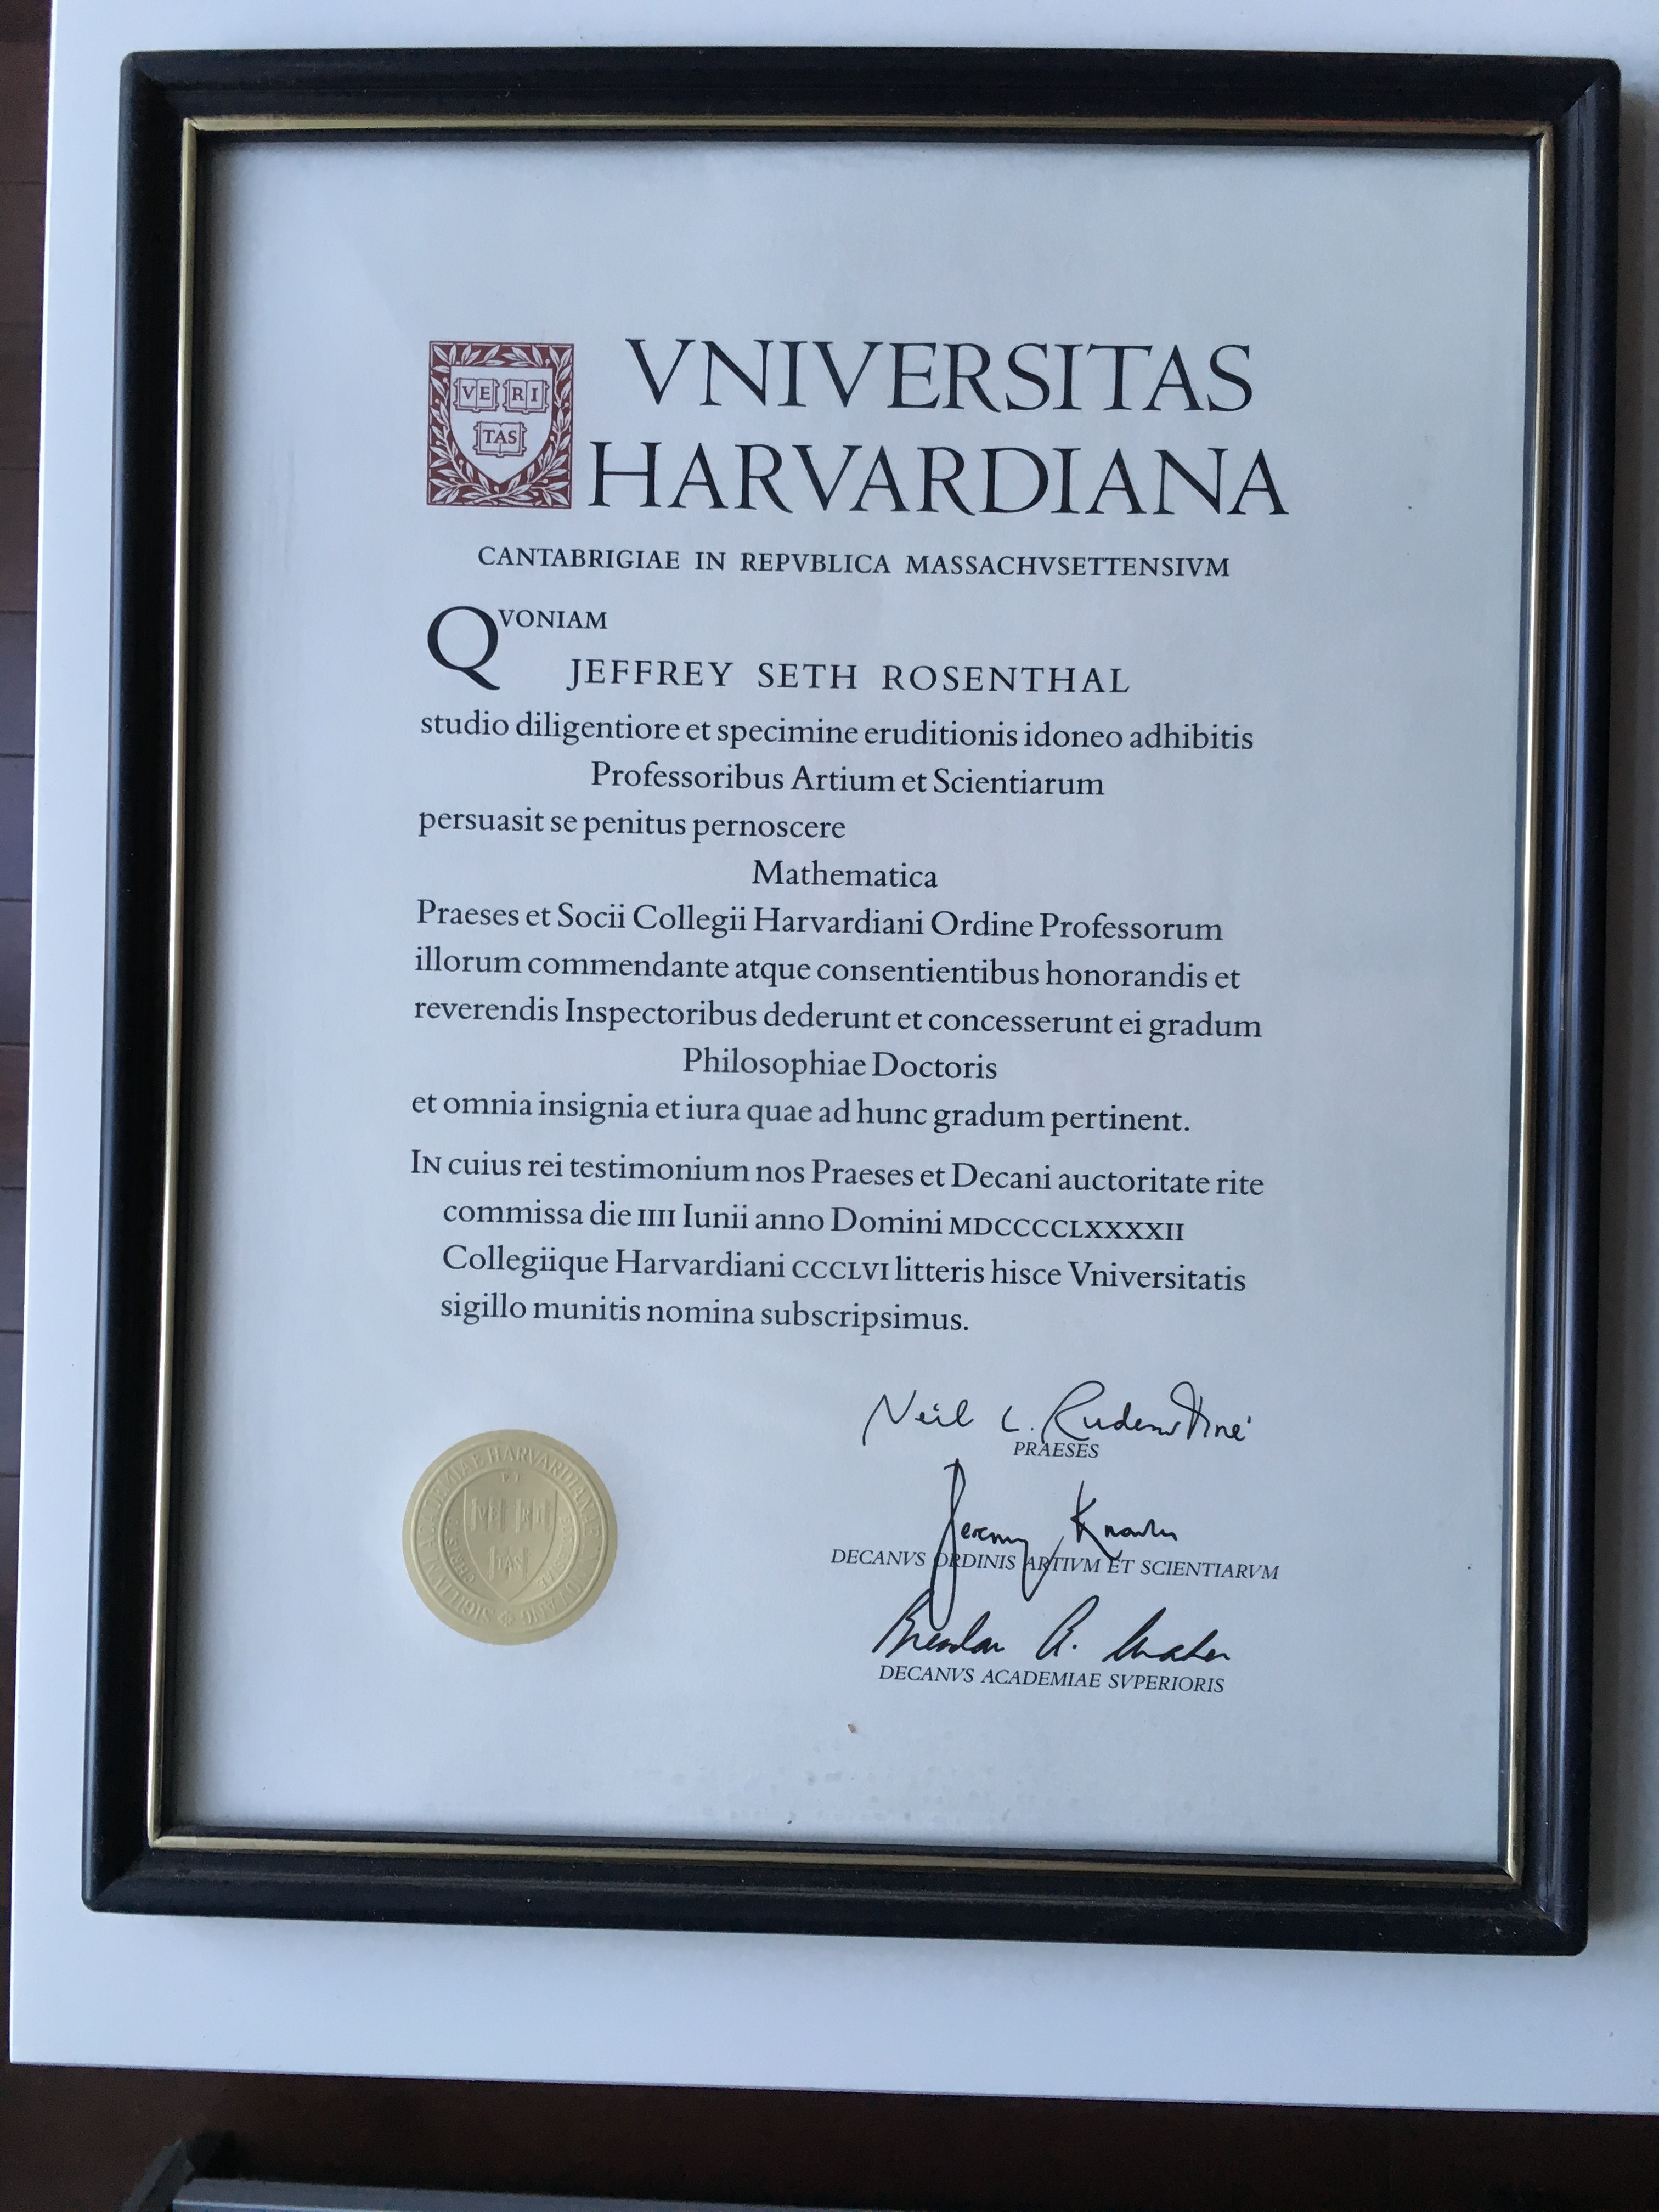 VE RI
TAS
VNIVERSITAS
HARVARDIANA
CANTABRIGIAE IN REPVBLICA MASSACHVSETTENSIVM
QVONIAM
JEFFREY SETH ROSENTHAL
studio diligentiore et specimine eruditionis idoneo adhibitis
Professoribus Artium et Scientiarum
persuasit se penitus pernoscere
Mathematica
Praeses et Socii Collegii Harvardiani Ordine Professorum
illorum commendante atque consentientibus honorandis et
reverendis Inspectoribus dederunt et concesserunt ei gradum
Philosophiae Doctoris
et omnia insignia et iura quae ad hunc gradum pertinent.
IN cuius rei testimonium nos Praeses et Decani auctoritate rite
commissa die IIII Iunii anno Domini MDCCCCLXXXXII
Collegiique Harvardiani CCCLVI litteris hisce Vniversitatis
sigillo munitis nomina subscripsimus.
Neil L. Rudenstine
PRAESES
Jeremy Knowles
DECANVS ORDINIS ARTIVM ET SCIENTIARVM
Brendan A. Maher
DECANVS ACADEMIAE SVPERIORIS
VE RI
TAS